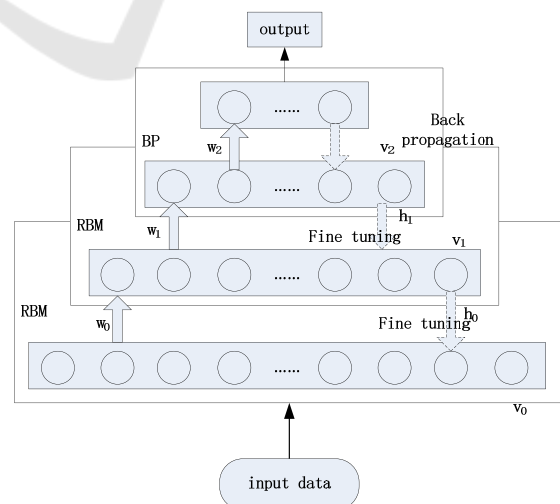 output
......
Back
propagation
BP
w2
v2
......
RBM
w1
h1
Fine tuning
v1
......
RBM
w0
h0
Fine tuning
......
v0
input data